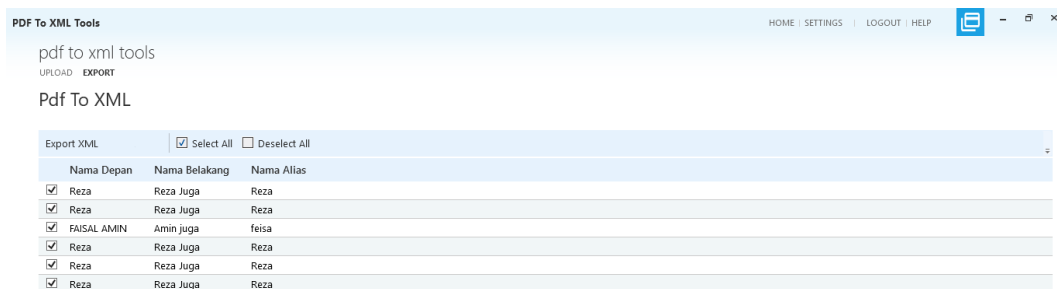 PDF To XML Tools HOME | SETTINGS | LOGOUT | HELP
pdf to xml tools
UPLOAD EXPORT
Pdf To XML
Export XML Select All Deselect All
Nama Depan Nama Belakang Nama Alias
Reza Reza Juga Reza
Reza Reza Juga Reza
FAISAL AMIN Amin juga feisa
Reza Reza Juga Reza
Reza Reza Juga Reza
Reza Reza Juga Reza